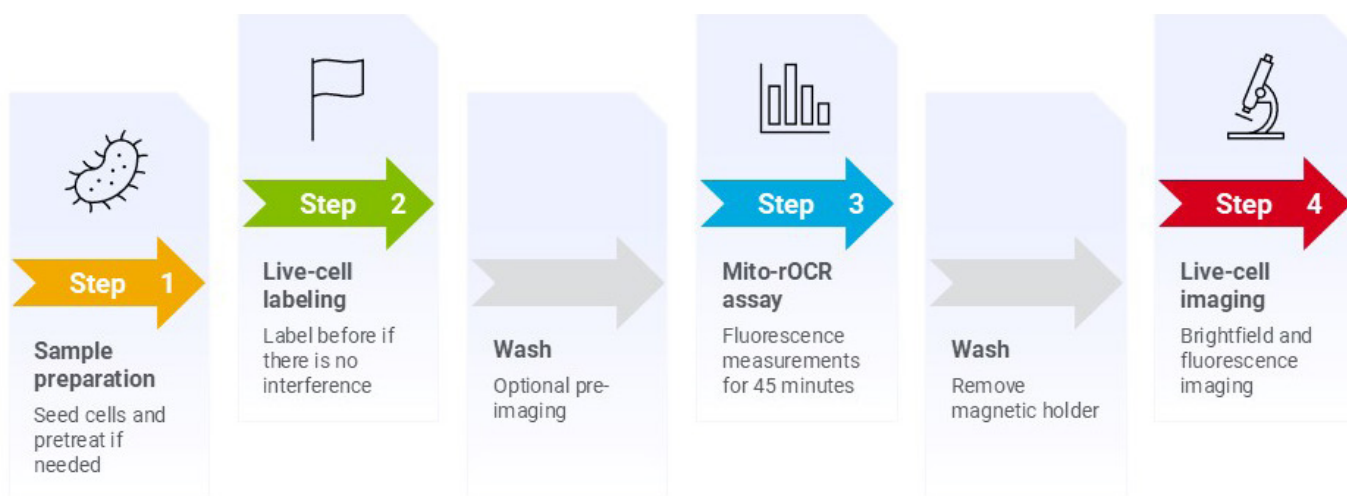 Step 1
Sample
preparation
Seed cells and
pretreat if
needed
Step 2
Live-cell
labeling
Label before if
there is no
interference
Wash
Optional pre-
imaging
Step 3
Mito-rOCR
assay
Fluorescence
measurements
for 45 minutes
Wash
Remove
magnetic holder
Step 4
Live-cell
imaging
Brightfield and
fluorescence
imaging